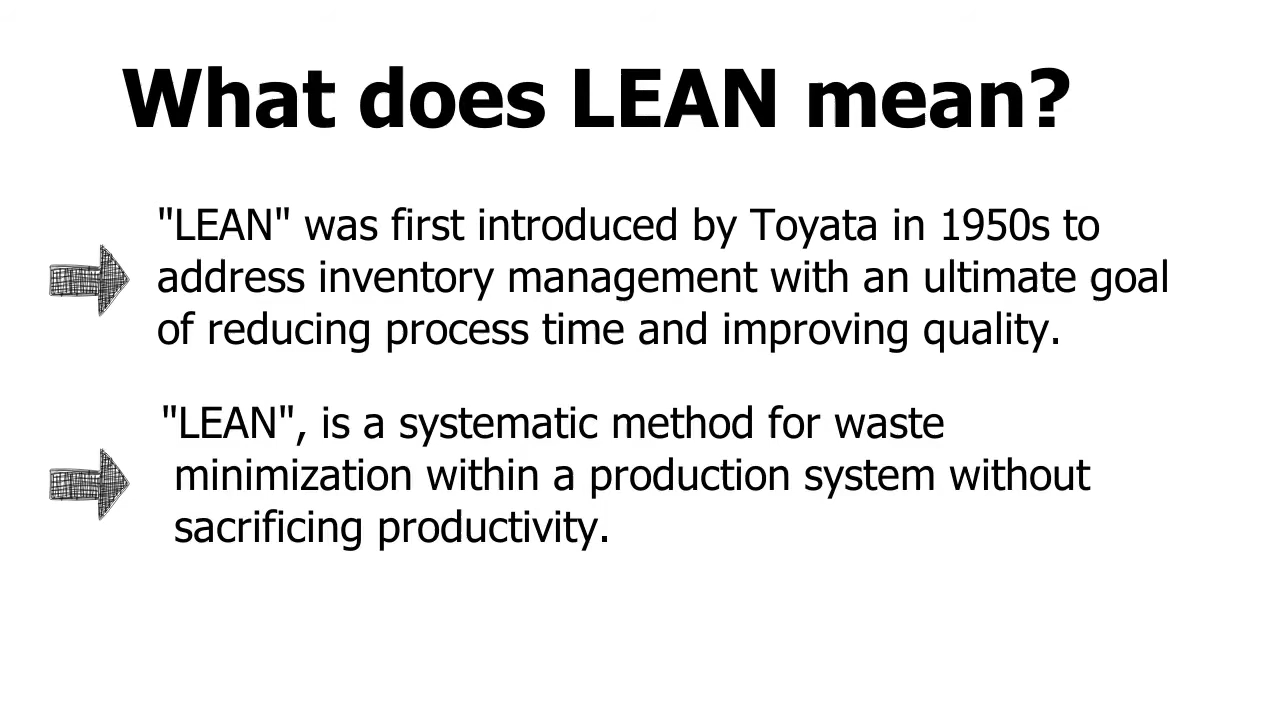 What does LEAN mean?
"LEAN" was first introduced by Toyata in 1950s to
address inventory management with an ultimate goal
of reducing process time and improving quality.
"LEAN", is a systematic method for waste
minimization within a production system without
sacrificing productivity.